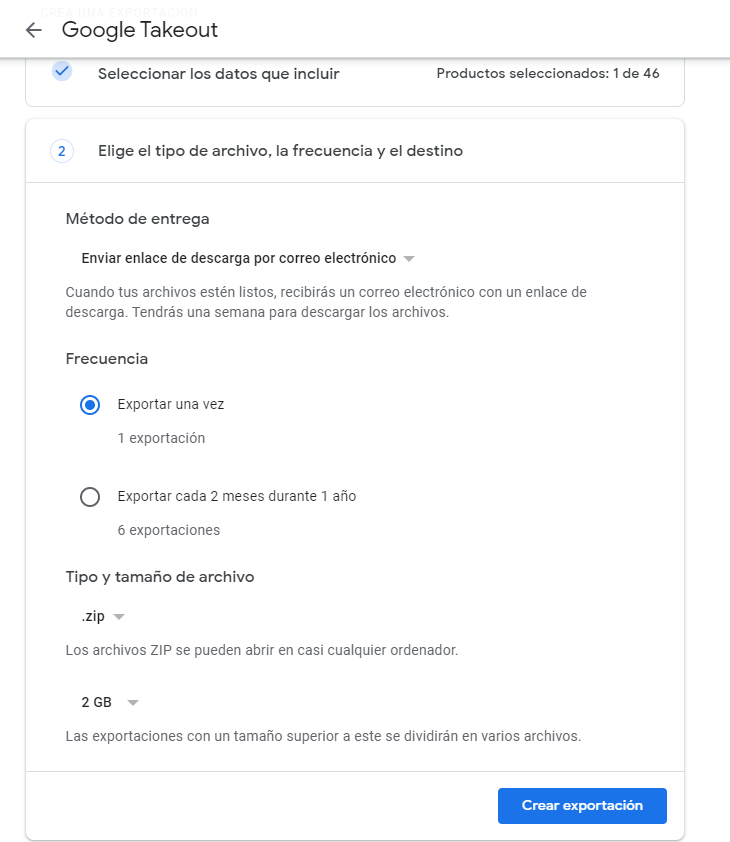 CREA UNA EXPORTACIÓN
Google Takeout
Seleccionar los datos que incluir
Productos seleccionados: 1 de 46
2
Elige el tipo de archivo, la frecuencia y el destino
Método de entrega
Enviar enlace de descarga por correo electrónico
Cuando tus archivos estén listos, recibirás un correo electrónico con un enlace de
descarga. Tendrás una semana para descargar los archivos.
Frecuencia
Exportar una vez
1 exportación
Exportar cada 2 meses durante 1 año
6 exportaciones
Tipo y tamaño de archivo
.zip
Los archivos ZIP se pueden abrir en casi cualquier ordenador.
2 GB
Las exportaciones con un tamaño superior a este se dividirán en varios archivos.
Crear exportación